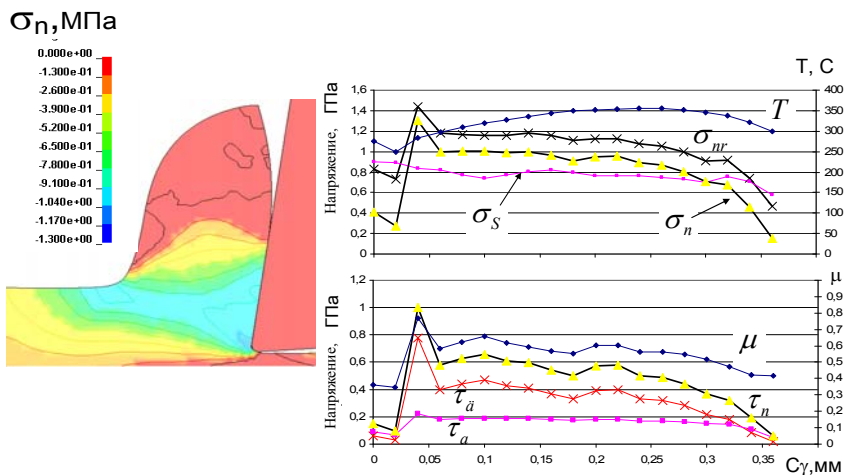 σn,МПа
0.000e+00
-1.300e-01
-2.600e-01
-3.900e-01
-5.200e-01
-6.500e-01
-7.800e-01
-9.100e-01
-1.040e+00
-1.170e+00
-1.300e+00
T, C
Напряжение, ГПа
1,6
1,4
1,2
1
0,8
0,6
0,4
0,2
0
400
350
300
250
200
150
100
50
0
T
σnr
σS
σn
Напряжение, ГПа
μ
1,2
1
0,8
0,6
0,4
0,2
0
0,9
0,8
0,7
0,6
0,5
0,4
0,3
0,2
0,1
0
μ
τä
τn
τa
0
0,05
0,1
0,15
0,2
0,25
0,3
0,35
Cγ,мм